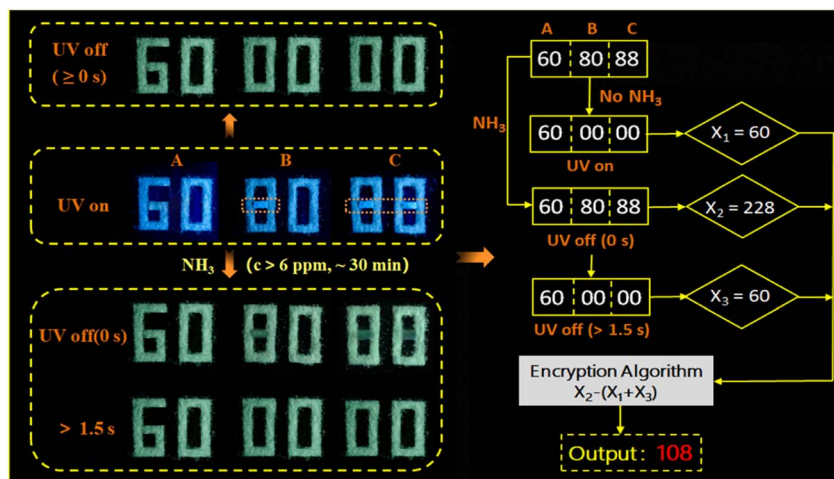 UV off
(≥ 0 s)
60 00 00
A B C
UV on
60 80 88
NH₃ (c > 6 ppm, ~ 30 min)
UV off(0 s)
60 80 88
> 1.5 s
60 00 00
A B C
60 80 88
NH₃
No NH₃
60 00 00
X₁ = 60
UV on
60 80 88
X₂ = 228
UV off (0 s)
60 00 00
X₃ = 60
UV off (> 1.5 s)
Encryption Algorithm
X₂-(X₁+X₃)
Output: 108